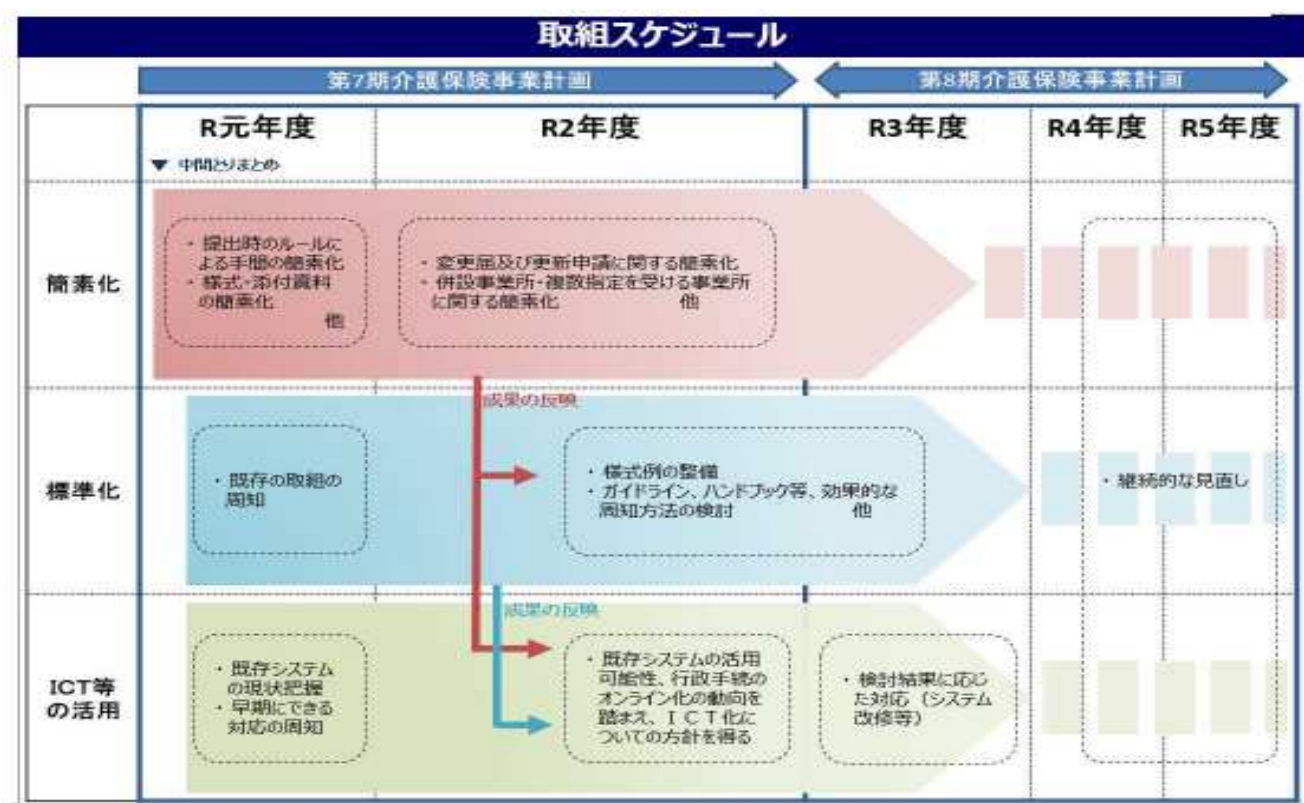 取組スケジュール
第7期介護保険事業計画
第8期介護保険事業計画
R元年度
R2年度
R3年度
R4年度
R5年度
▼ 中間とりまとめ
簡素化
・ 提出時のルールに
よる手間の簡素化
・ 様式・添付資料
の簡素化
他
・ 変更届及び更新申請に関する簡素化
・ 併設事業所・複数指定を受ける事業所
に関する簡素化 他
成果の反映
標準化
・ 既存の取組の
周知
・ 様式例の整備
・ ガイドライン、ハンドブック等、効果的な
周知方法の検討 他
・ 継続的な見直し
成果の反映
ICT等
の活用
・ 既存システム
の現状把握
・ 早期にできる
対応の周知
・ 既存システムの活用
可能性、行政手続の
オンライン化の動向を
踏まえ、ICT化に
ついての方針を得る
・ 検討結果に応じ
た対応（システム
改修等）